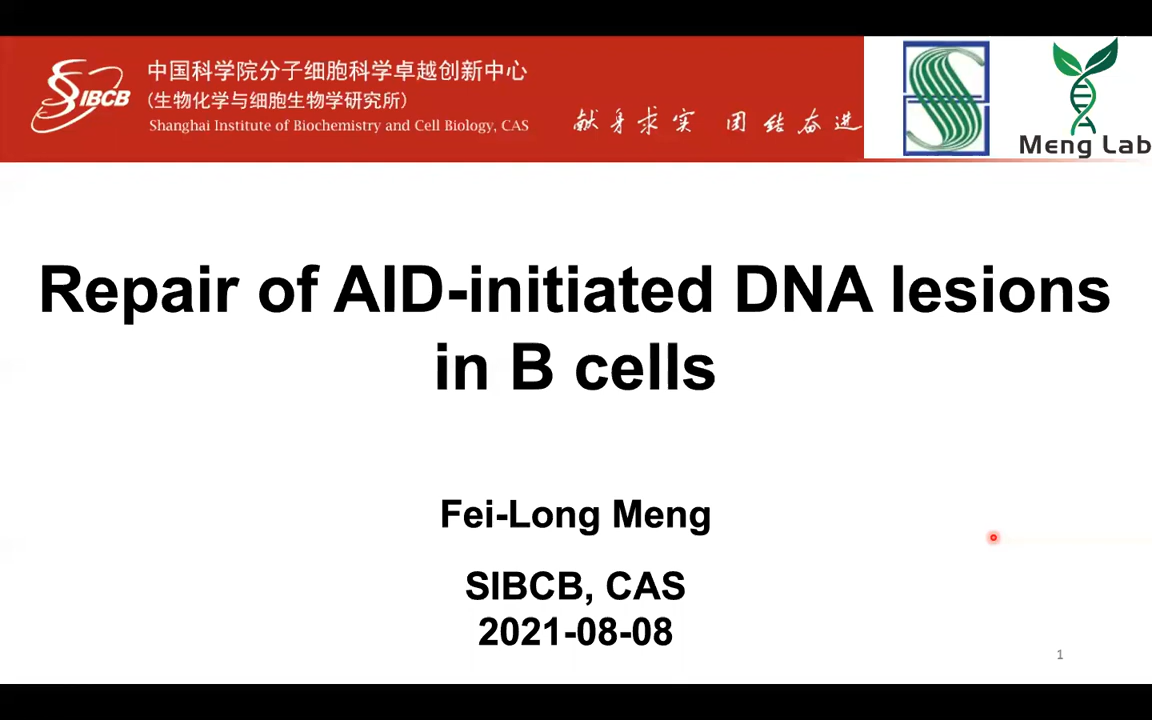 SIBCB
中国科学院分子细胞科学卓越创新中心
(生物化学与细胞生物学研究所)
Shanghai Institute of Biochemistry and Cell Biology, CAS
献身求实 团结奋进
Meng Lab
Repair of AID-initiated DNA lesions
in B cells
Fei-Long Meng
SIBCB, CAS
2021-08-08
1